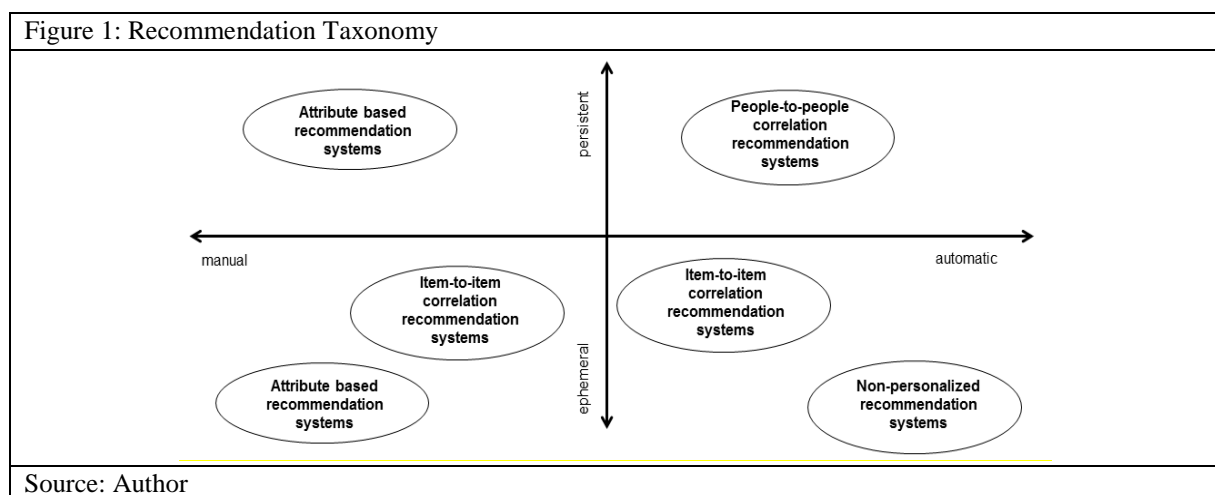 Figure 1: Recommendation Taxonomy
Attribute based
recommendation
systems
persistent
People-to-people
correlation
recommendation
systems
manual
automatic
Item-to-item
correlation
recommendation
systems
Item-to-item
correlation
recommendation
systems
ephemeral
Attribute based
recommendation
systems
Non-personalized
recommendation
systems
Source: Author